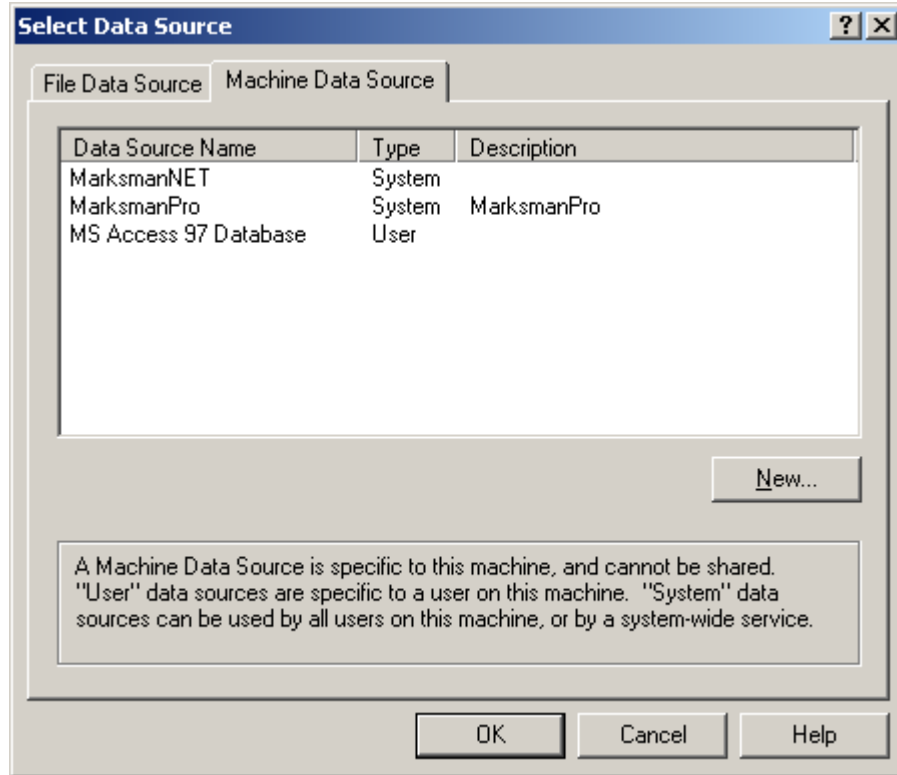 Select Data Source
File Data Source Machine Data Source
Data Source Name Type Description
MarksmanNET System
MarksmanPro System MarksmanPro
MS Access 97 Database User
New...
A Machine Data Source is specific to this machine, and cannot be shared.
"User" data sources are specific to a user on this machine. "System" data
sources can be used by all users on this machine, or by a system-wide service.
OK Cancel Help